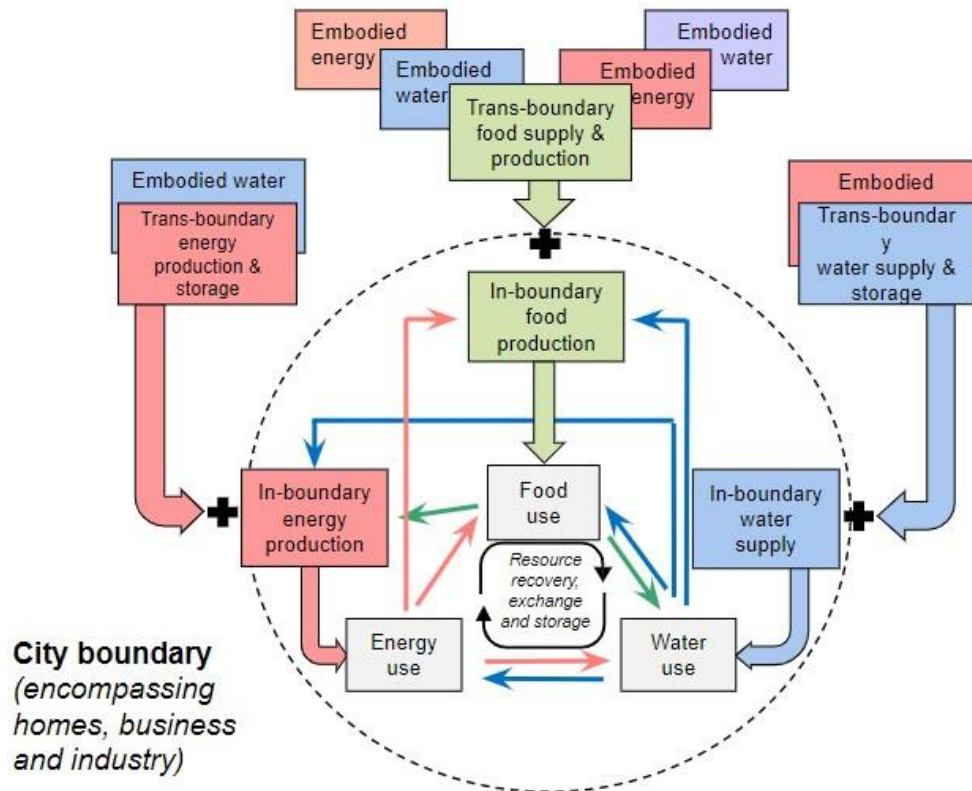 Embodied
energy
Embodied
water
Embodied
energy
Embodied
water
Trans-boundary
food supply &
production
Embodied water
Trans-boundary
energy
production &
storage
Embodied
Trans-boundar
y
water supply &
storage
In-boundary
food
production
In-boundary
energy
production
Food
use
In-boundary
water
supply
Resource
recovery,
exchange
and storage
Energy
use
Water
use
City boundary
(encompassing
homes, business
and industry)